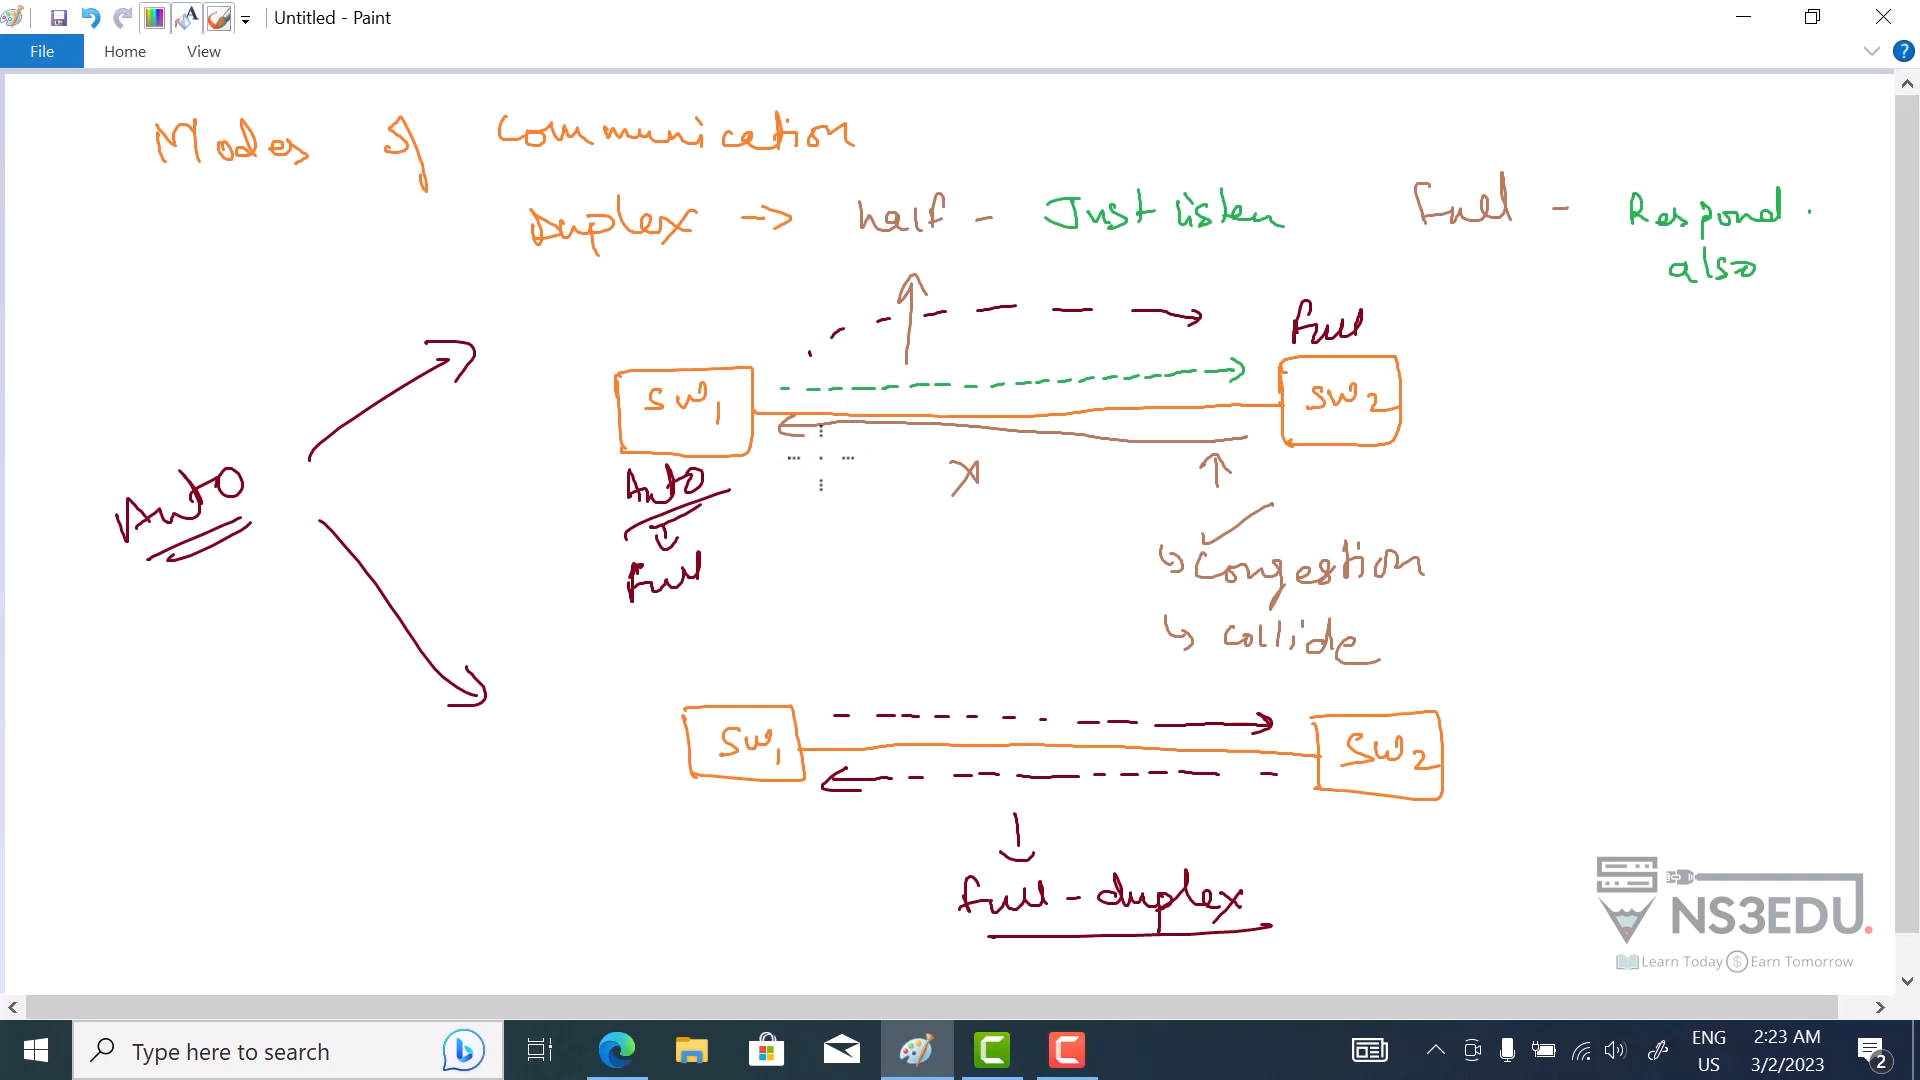 Untitled - Paint
File Home View
Modes of Communication
Duplex -> half - Just listen Full - Respond.
also
full
SW1 SW2
Auto
Full
Auto
Congestion
collide
SW1 SW2
full-duplex
NS3EDU.
Learn Today $ Earn Tomorrow
Type here to search
ENG
US
2:23 AM
3/2/2023
2